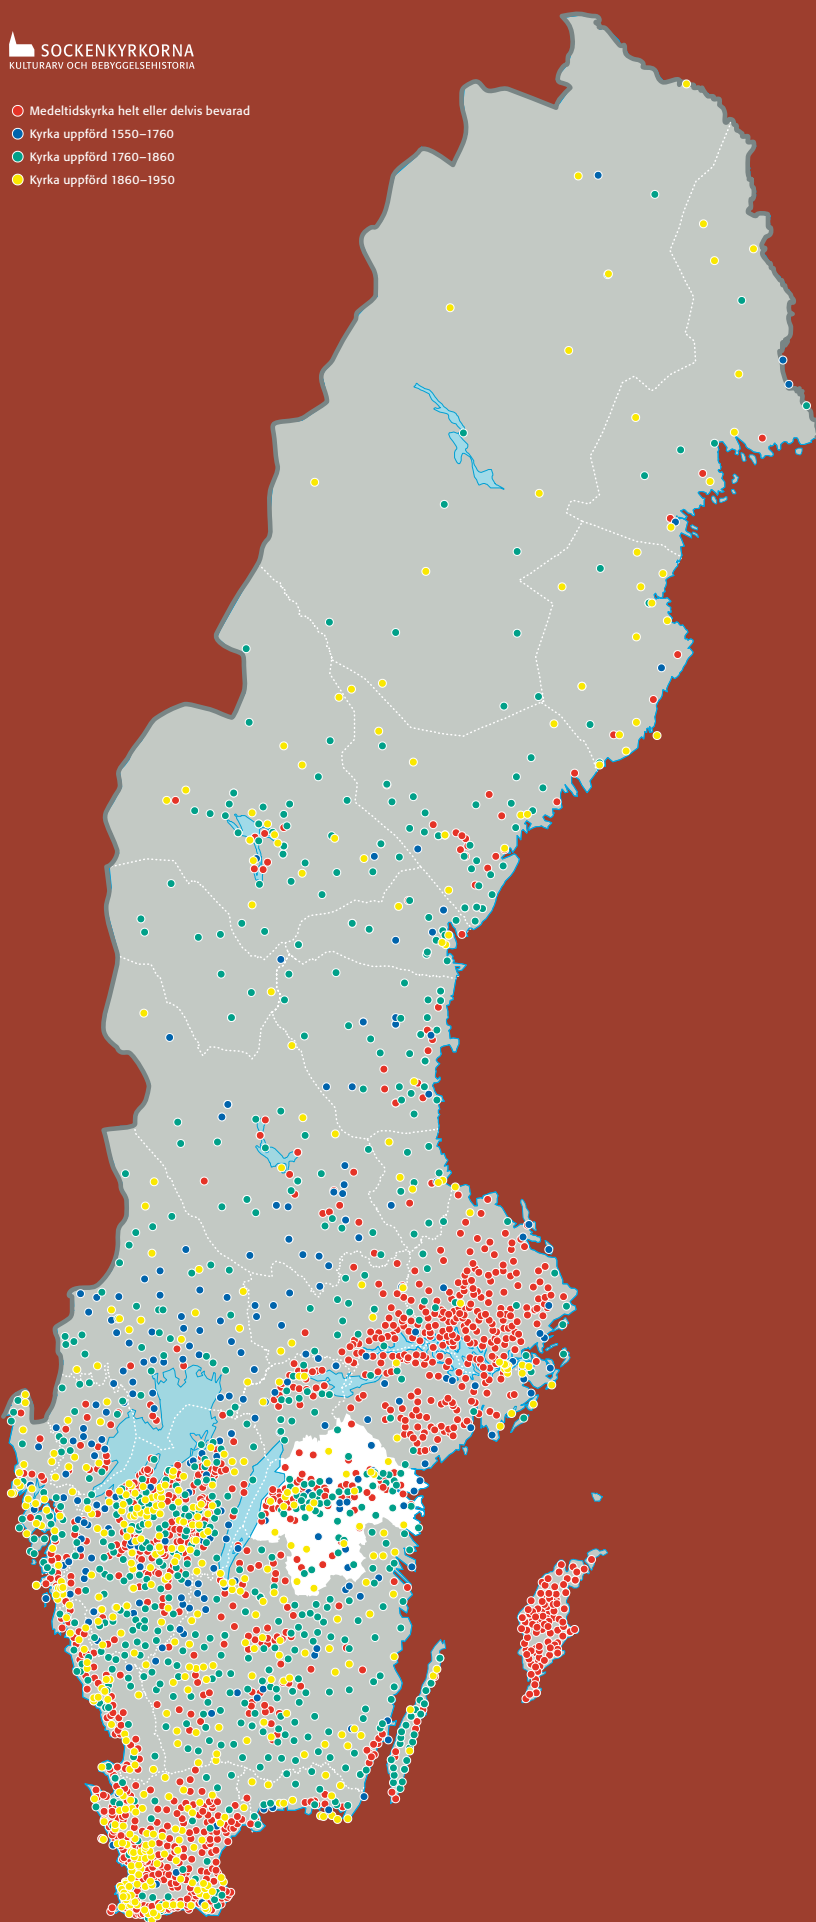 SOCKENKYRKORNA
KULTURARV OCH BEBYGGELSEHISTORIA
Medeltidskyrka helt eller delvis bevarad
Kyrka uppförd 1550–1760
Kyrka uppförd 1760–1860
Kyrka uppförd 1860–1950